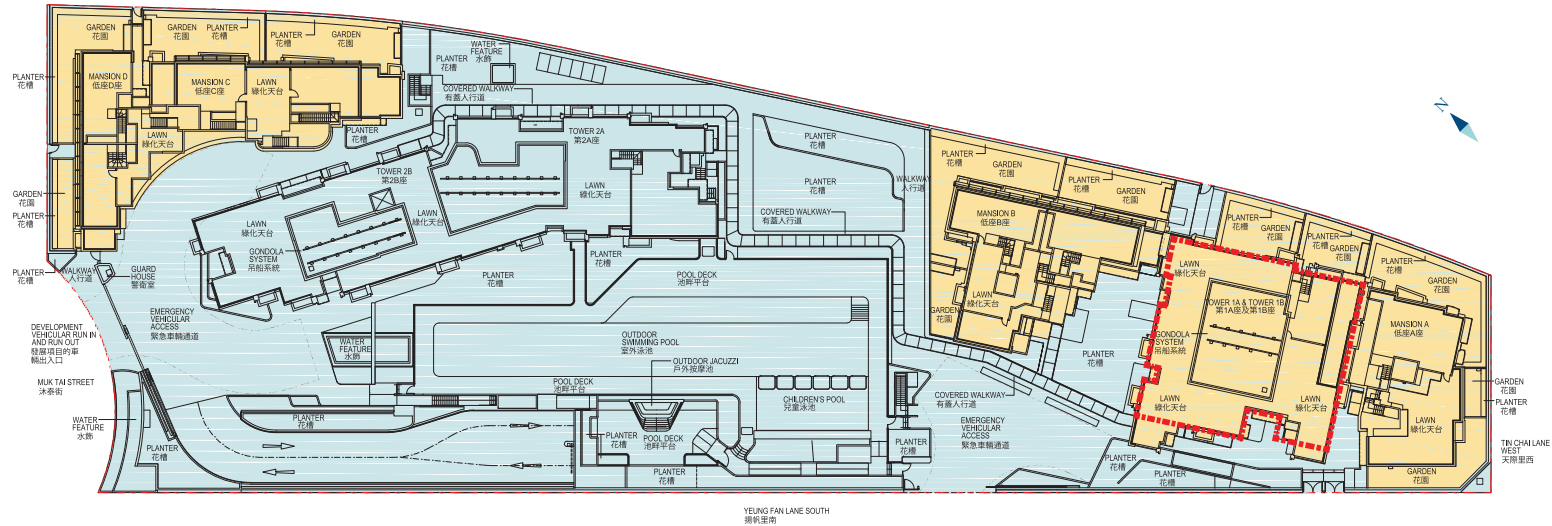 GARDEN
花園
GARDEN
花園
PLANTER
花槽
PLANTER
花槽
GARDEN
花園
PLANTER
花槽
MANSION D
低座D座
MANSION C
低座C座
LAWN
綠化天台
LAWN
綠化天台
PLANTER
花槽
WATER
FEATURE
水飾
COVERED WALKWAY
有蓋人行道
PLANTER
花槽
TOWER 2A
第2A座
TOWER 2B
第2B座
LAWN
綠化天台
LAWN
綠化天台
LAWN
綠化天台
GONDOLA
SYSTEM
吊船系統
GARDEN
花園
PLANTER
花槽
PLANTER
花槽
WALKWAY
人行道
GUARD
HOUSE
警衛室
EMERGENCY
VEHICULAR
ACCESS
緊急車輛通道
DEVELOPMENT
VEHICULAR RUN IN
AND RUN OUT
發展項目的車
輛出入口
MUK TAI STREET
沐泰街
WATER
FEATURE
水飾
PLANTER
花槽
PLANTER
花槽
WATER
FEATURE
水飾
PLANTER
花槽
PLANTER
花槽
POOL DECK
池畔平台
OUTDOOR
SWIMMING POOL
室外泳池
OUTDOOR JACUZZI
戶外按摩池
POOL DECK
池畔平台
CHILDREN'S POOL
兒童泳池
POOL DECK
池畔平台
PLANTER
花槽
PLANTER
花槽
PLANTER
花槽
PLANTER
花槽
PLANTER
花槽
WALKWAY
人行道
COVERED WALKWAY
有蓋人行道
N
PLANTER
花槽
GARDEN
花園
PLANTER
花槽
GARDEN
花園
MANSION B
低座B座
GARDEN
花園
LAWN
綠化天台
PLANTER
花槽
COVERED WALKWAY
有蓋人行道
EMERGENCY
VEHICULAR
ACCESS
緊急車輛通道
PLANTER
花槽
PLANTER
花槽
PLANTER
花槽
GARDEN
花園
PLANTER
花槽
GARDEN
花園
PLANTER
花槽
GARDEN
花園
LAWN
綠化天台
TOWER 1A & TOWER 1B
第1A座及第1B座
GONDOLA
SYSTEM
吊船系統
LAWN
綠化天台
LAWN
綠化天台
MANSION A
低座A座
LAWN
綠化天台
GARDEN
花園
PLANTER
花槽
GARDEN
花園
TIN CHAI LANE
WEST
天際里西
YEUNG FAN LANE SOUTH
揚帆里南